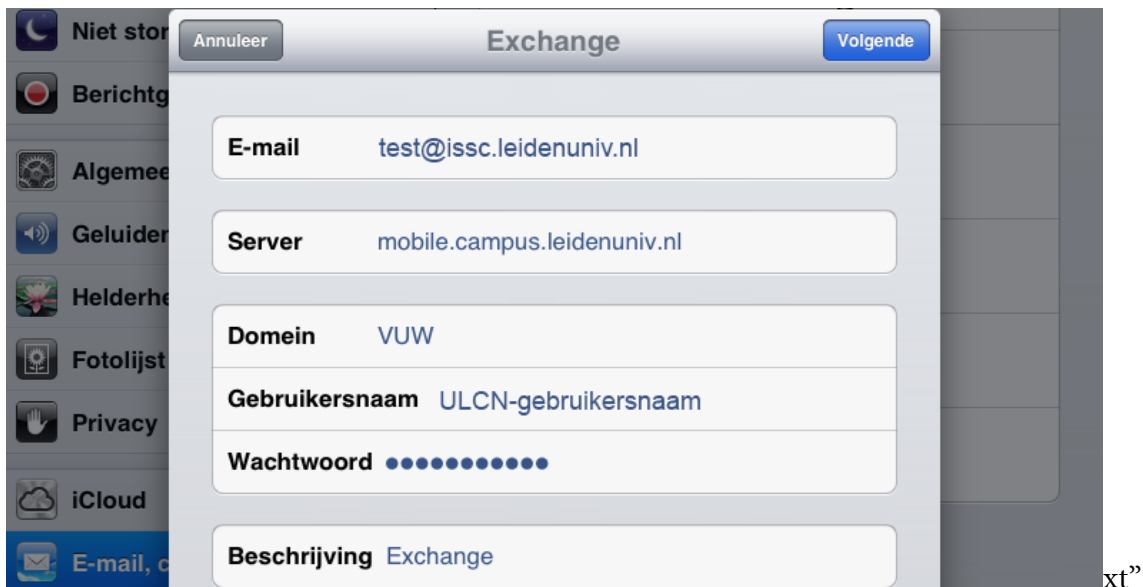 Niet stor
Annuleer
Exchange
Volgende
Berichtg
E-mail test@issc.leidenuniv.nl
Algemee
Geluider
Server mobile.campus.leidenuniv.nl
Helderhe
Domein VUW
Fotolijst
Gebruikersnaam ULCN-gebruikersnaam
Privacy
Wachtwoord ●●●●●●●●●●●
iCloud
Beschrijving Exchange
E-mail, c
xt”